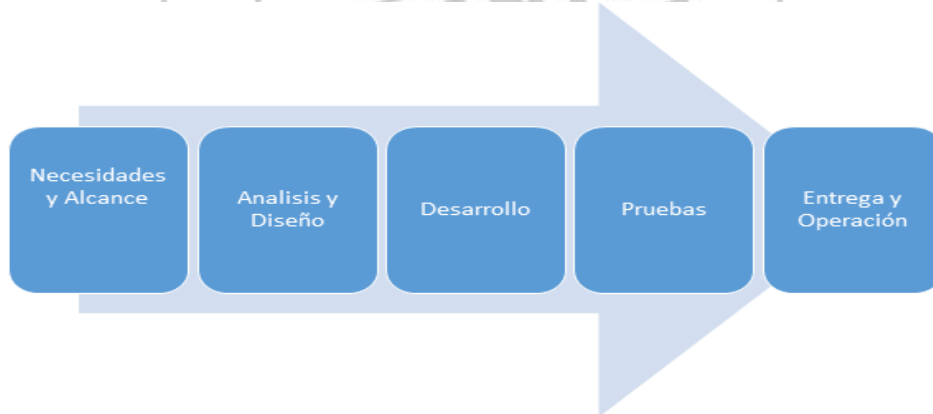 Necesidades
y Alcance
Analisis y
Diseño
Desarrollo
Pruebas
Entrega y
Operación